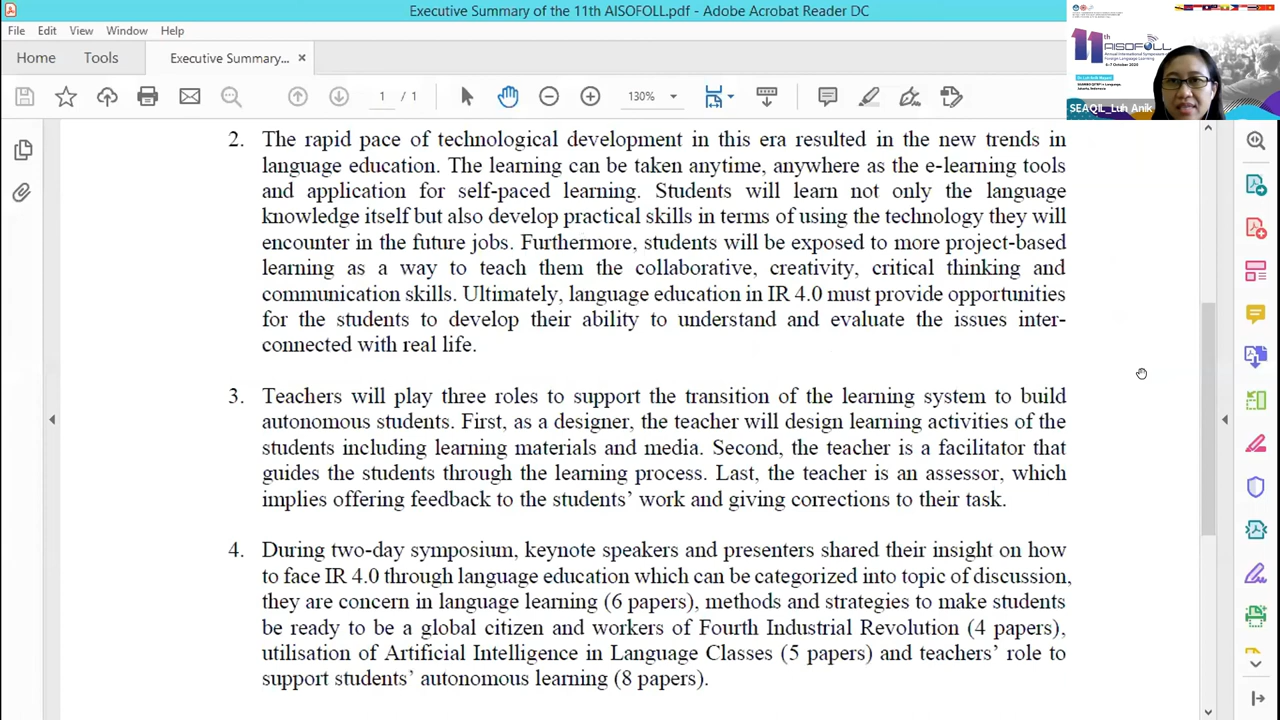 Executive Summary of the 11th AISOFOLL.pdf - Adobe Acrobat Reader DC
File Edit View Window Help
Home Tools Executive Summary... ×
130%
11th AISOFOLL
Annual International Symposium of
Foreign Language Learning
6-7 October 2020
SEAQIL_Luh Anik
2. The rapid pace of technological development in this era resulted in the new trends in
language education. The learning can be taken anytime, anywhere as the e-learning tools
and application for self-paced learning. Students will learn not only the language
knowledge itself but also develop practical skills in terms of using the technology they will
encounter in the future jobs. Furthermore, students will be exposed to more project-based
learning as a way to teach them the collaborative, creativity, critical thinking and
communication skills. Ultimately, language education in IR 4.0 must provide opportunities
for the students to develop their ability to understand and evaluate the issues inter-
connected with real life.
3. Teachers will play three roles to support the transition of the learning system to build
autonomous students. First, as a designer, the teacher will design learning activities of the
students including learning materials and media. Second, the teacher is a facilitator that
guides the students through the learning process. Last, the teacher is an assessor, which
implies offering feedback to the students’ work and giving corrections to their task.
4. During two-day symposium, keynote speakers and presenters shared their insight on how
to face IR 4.0 through language education which can be categorized into topic of discussion,
they are concern in language learning (6 papers), methods and strategies to make students
be ready to be a global citizen and workers of Fourth Industrial Revolution (4 papers),
utilisation of Artificial Intelligence in Language Classes (5 papers) and teachers’ role to
support students’ autonomous learning (8 papers).